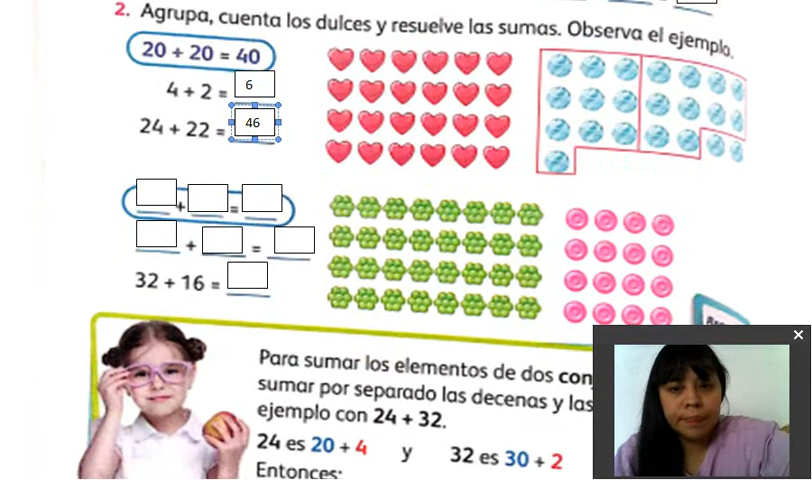 2. Agrupa, cuenta los dulces y resuelve las sumas. Observa el ejemplo.
20 + 20 = 40
4 + 2 = 6
24 + 22 = 46
+ =
+ =
32 + 16 =
Para sumar los elementos de dos con
sumar por separado las decenas y las
ejemplo con 24 + 32.
24 es 20 + 4 y 32 es 30 + 2
Entonces: